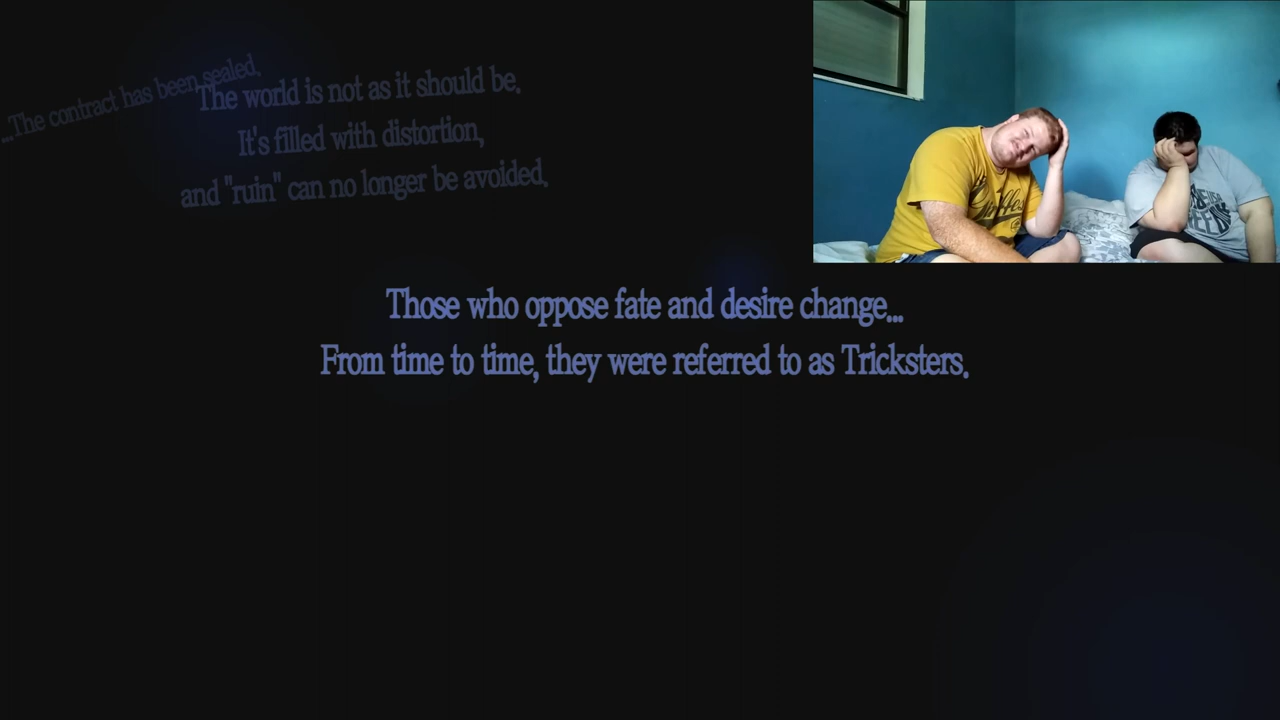 ...The contract has been sealed.
The world is not as it should be.
It's filled with distortion,
and "ruin" can no longer be avoided.
Those who oppose fate and desire change...
From time to time, they were referred to as Tricksters.